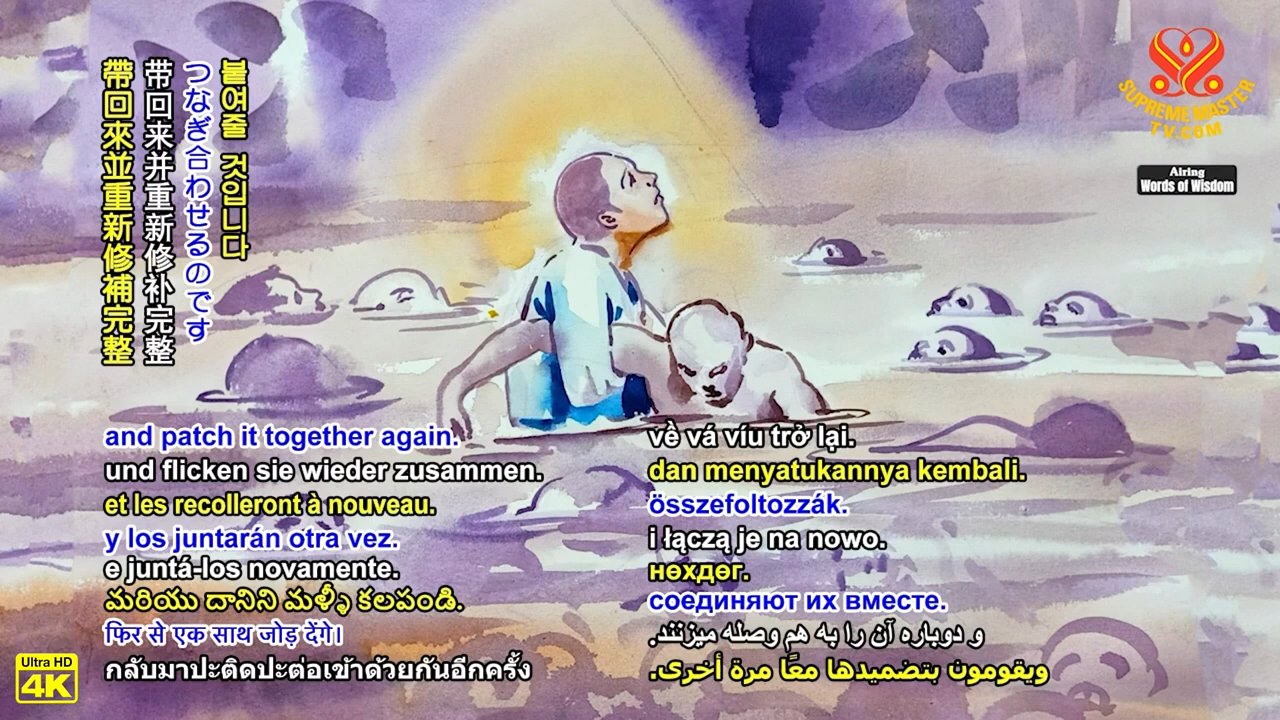 붙여줄 것입니다
つなぎ合わせるのです
带回来并重新修补完整
帶回來並重新修補完整
SUPREME MASTER
TV.COM
Airing
Words of Wisdom
and patch it together again.
und flicken sie wieder zusammen.
et les recolleront à nouveau.
y los juntarán otra vez.
e juntá-los novamente.
మరియు దానిని మళ్ళీ కలపండి.
फिर से एक साथ जोड़ देंगे।
กลับมาปะติดปะต่อเข้าด้วยกันอีกครั้ง
về vá víu trở lại.
dan menyatukannya kembali.
összefoltozzák.
i łączą je na nowo.
нөхдөг.
соединяют их вместе.
و دوباره آن را به هم وصله میزنند.
ويقومون بتضميدها معًا مرة أخرى.
Ultra HD
4K